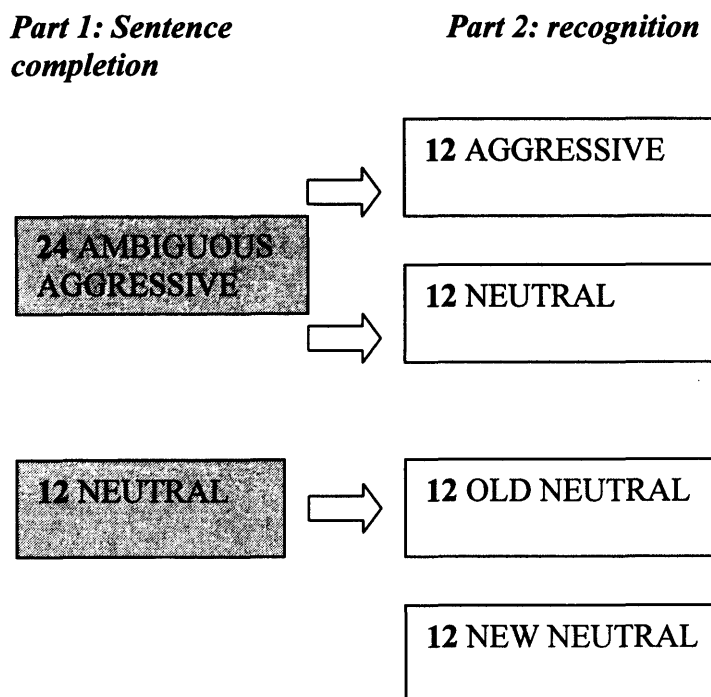 Part 1: Sentence
completion
Part 2: recognition
12 AGGRESSIVE
24 AMBIGUOUS
AGGRESSIVE
12 NEUTRAL
12 NEUTRAL
12 OLD NEUTRAL
12 NEW NEUTRAL